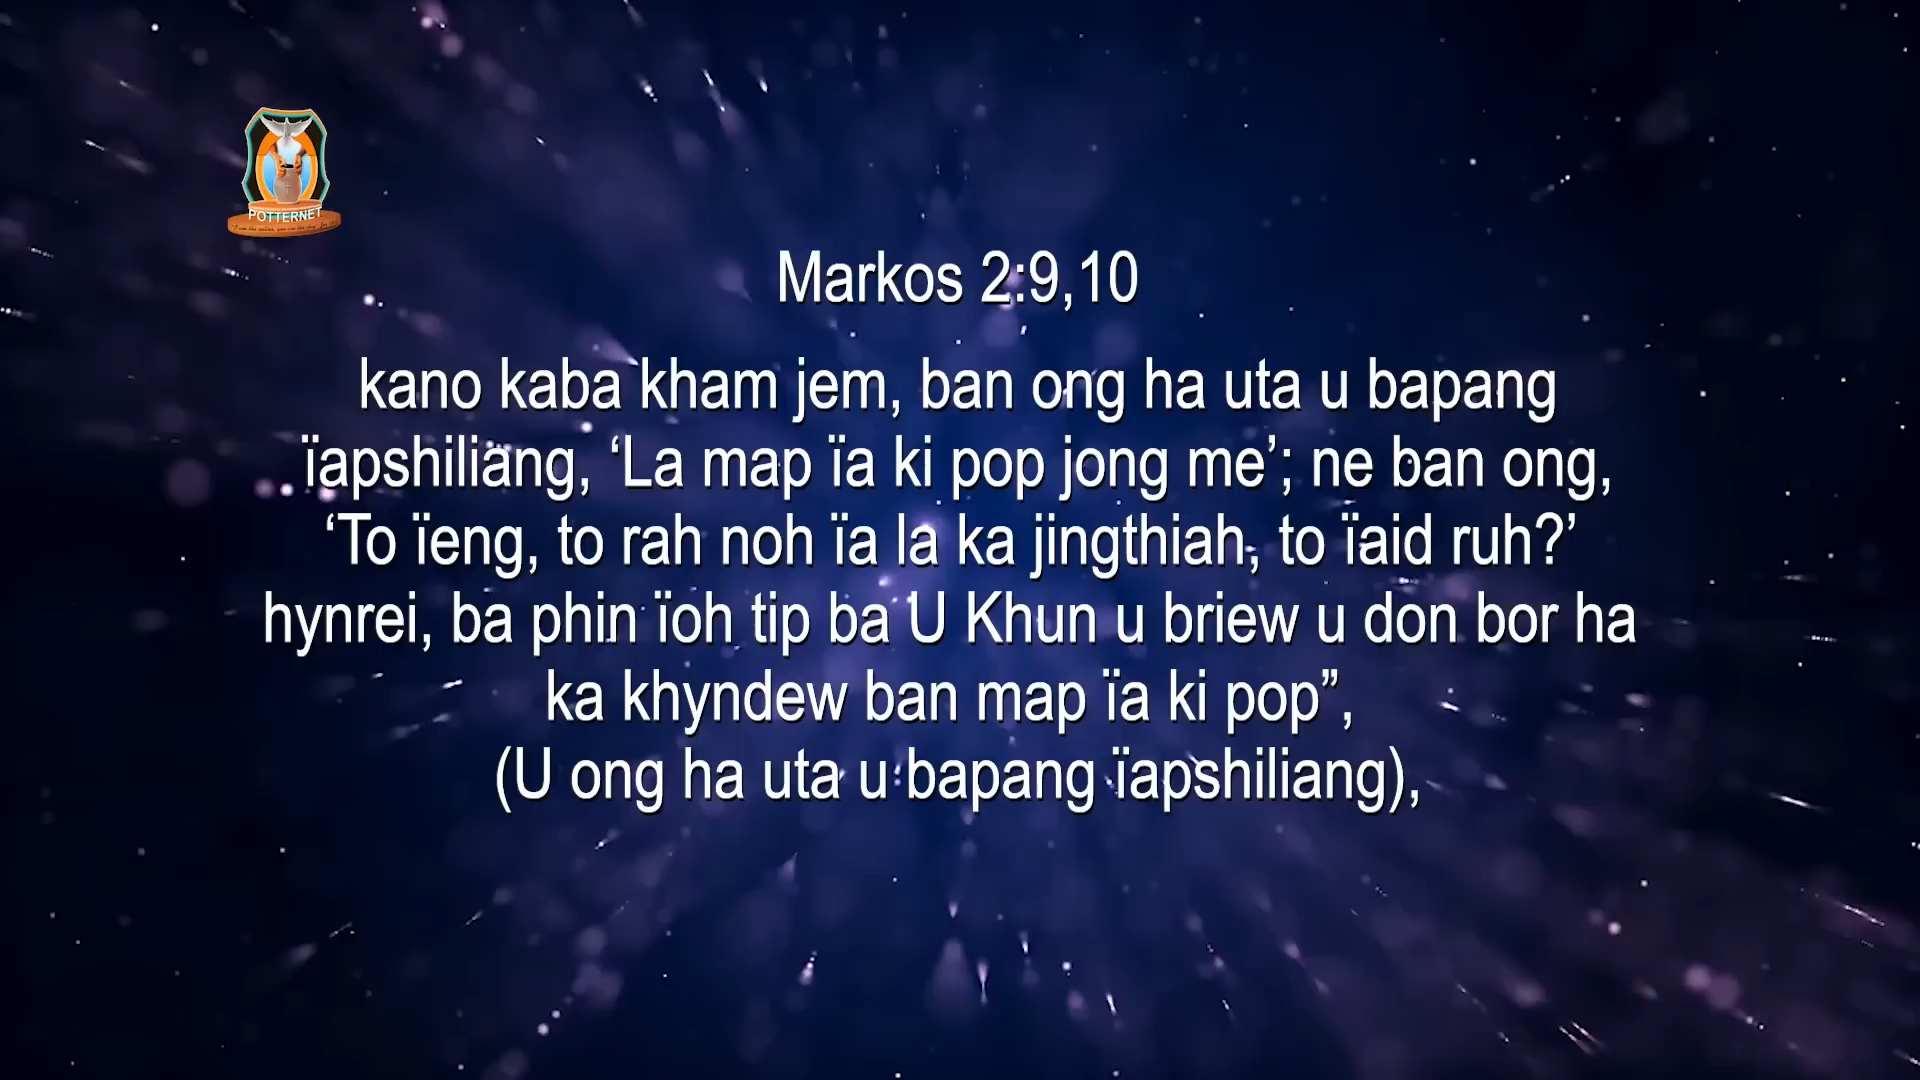 POTTERNET
Markos 2:9,10
kano kaba kham jem, ban ong ha uta u bapang
ïapshiliang, ‘La map ïa ki pop jong me’; ne ban ong,
‘To ïeng, to rah noh ïa la ka jingthiah, to ïaid ruh?’
hynrei, ba phin ïoh tip ba U Khun u briew u don bor ha
ka khyndew ban map ïa ki pop”,
(U ong ha uta u bapang ïapshiliang),